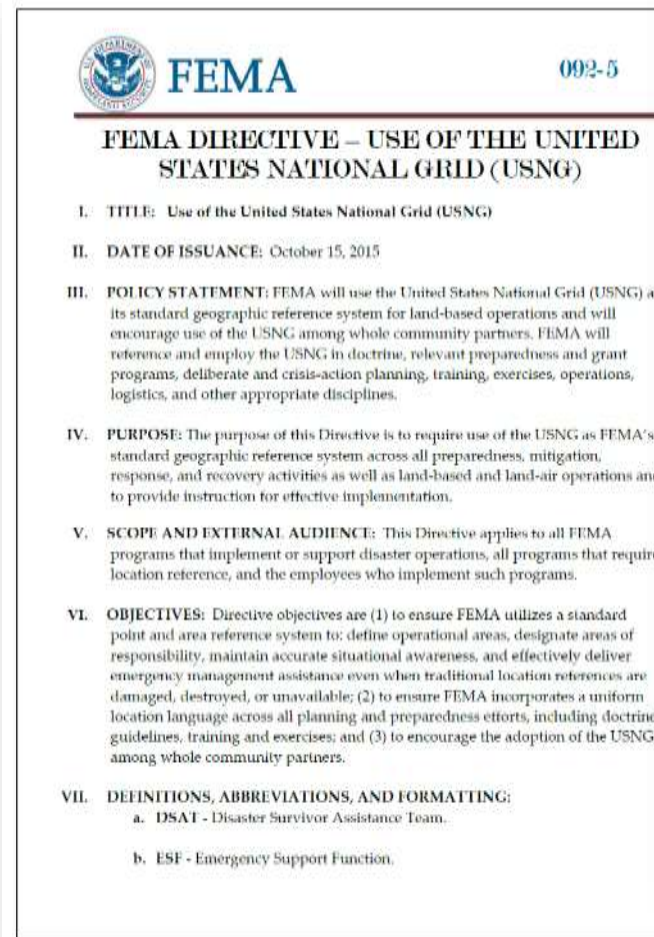 FEMA
092-5
FEMA DIRECTIVE – USE OF THE UNITED
STATES NATIONAL GRID (USNG)
I. TITLE: Use of the United States National Grid (USNG)
II. DATE OF ISSUANCE: October 15, 2015
III. POLICY STATEMENT: FEMA will use the United States National Grid (USNG) a
its standard geographic reference system for land-based operations and will
encourage use of the USNG among whole community partners. FEMA will
reference and employ the USNG in doctrine, relevant preparedness and grant
programs, deliberate and crisis-action planning, training, exercises, operations,
logistics, and other appropriate disciplines.
IV. PURPOSE: The purpose of this Directive is to require use of the USNG as FEMA's
standard geographic reference system across all preparedness, mitigation,
response, and recovery activities as well as land-based and land-air operations an
to provide instruction for effective implementation.
V. SCOPE AND EXTERNAL AUDIENCE: This Directive applies to all FEMA
programs that implement or support disaster operations, all programs that require
location reference, and the employees who implement such programs.
VI. OBJECTIVES: Directive objectives are (1) to ensure FEMA utilizes a standard
point and area reference system to: define operational areas, designate areas of
responsibility, maintain accurate situational awareness, and effectively deliver
emergency management assistance even when traditional location references are
damaged, destroyed, or unavailable; (2) to ensure FEMA incorporates a uniform
location language across all planning and preparedness efforts, including doctrine
guidelines, training and exercises; and (3) to encourage the adoption of the USNG
among whole community partners.
VII. DEFINITIONS, ABBREVIATIONS, AND FORMATTING:
a. DSAT - Disaster Survivor Assistance Team.
b. ESF - Emergency Support Function.